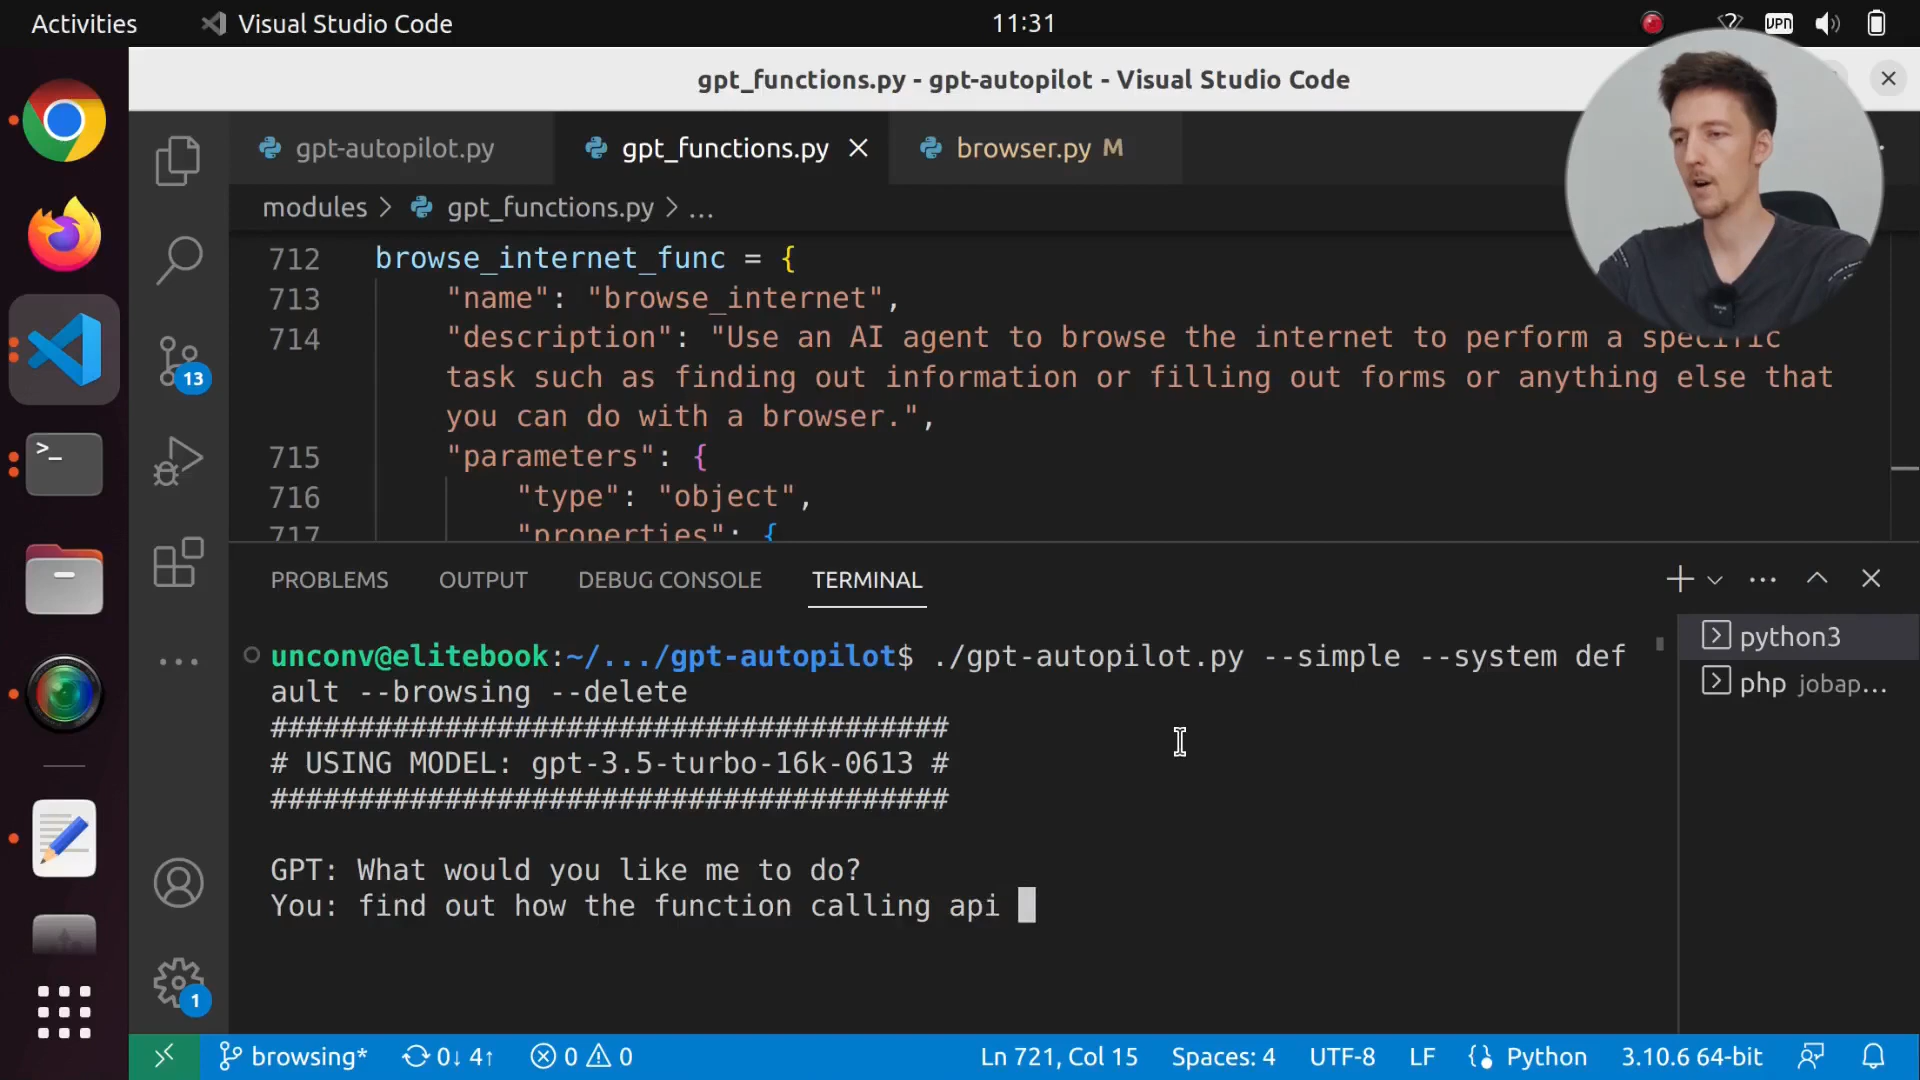 Activities
Visual Studio Code
11:31
VPN
gpt_functions.py - gpt-autopilot - Visual Studio Code
gpt-autopilot.py
gpt_functions.py
browser.py M
modules > gpt_functions.py > ...
712 browse_internet_func = {
713 "name": "browse_internet",
714 "description": "Use an AI agent to browse the internet to perform a specific
task such as finding out information or filling out forms or anything else that
you can do with a browser.",
715 "parameters": {
716 "type": "object",
717 "properties": {
13
PROBLEMS
OUTPUT
DEBUG CONSOLE
TERMINAL
unconv@elitebook:~/.../gpt-autopilot$ ./gpt-autopilot.py --simple --system def
ault --browsing --delete
#######################################
# USING MODEL: gpt-3.5-turbo-16k-0613 #
#######################################
GPT: What would you like me to do?
You: find out how the function calling api
python3
php jobap...
1
browsing*
0↓ 4↑
0
0
Ln 721, Col 15
Spaces: 4
UTF-8
LF
Python
3.10.6 64-bit